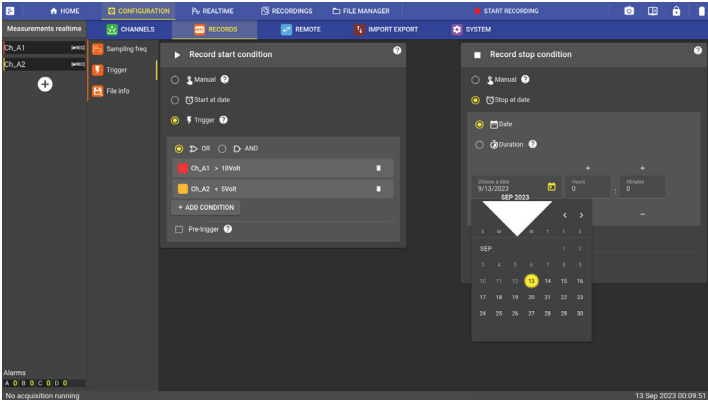 HOME CONFIGURATION REALTIME RECORDINGS FILE MANAGER START RECORDING
Measurements realtime CHANNELS RECORDS REMOTE IMPORT EXPORT SYSTEM
Ch_A1
Ch_A2
Sampling freq
Trigger
File info
Record start condition ?
Manual ?
Start at date
Trigger ?
OR AND
Ch_A1 > 10Volt
Ch_A2 < 5Volt
+ ADD CONDITION
Pre-trigger ?
Record stop condition ?
Manual ?
Stop at date
Date
Duration ?
+ +
Choose a date
9/13/2023
Hours
0
:
Minutes
0
–
SEP 2023
S M W T F S
SEP 1 2
3 4 5 6 7 8 9
10 11 12 13 14 15 16
17 18 19 20 21 22 23
24 25 26 27 28 29 30
Alarms
A 0 B 0 C 0 D 0
No acquisition running 13 Sep 2023 00:09:51